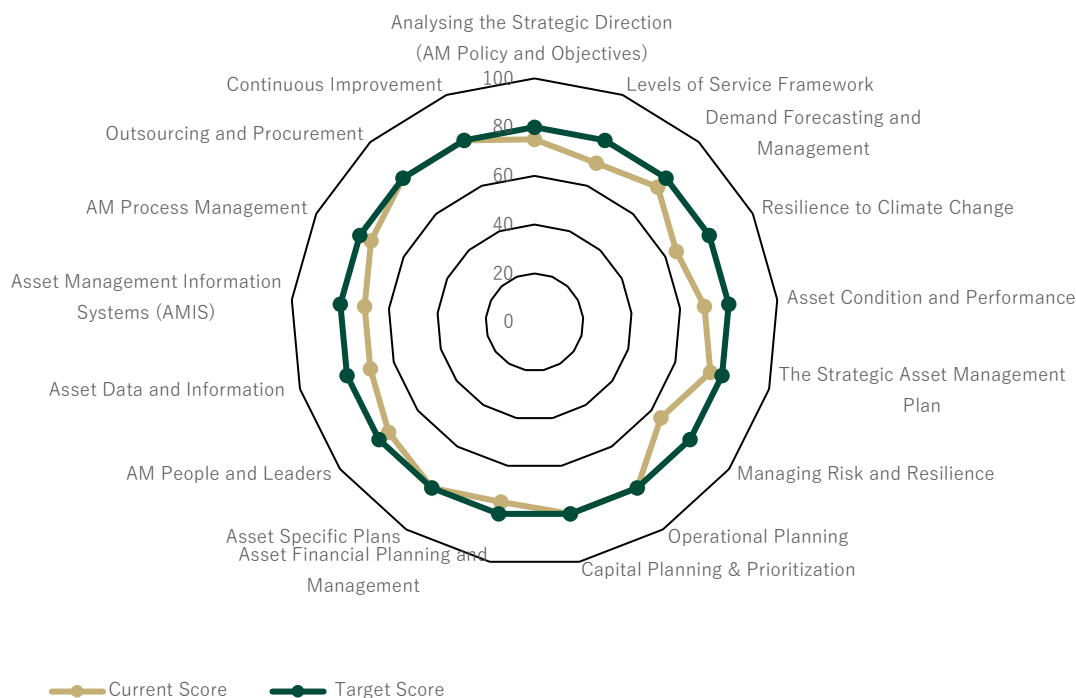 Analysing the Strategic Direction
(AM Policy and Objectives)
Continuous Improvement
100
Levels of Service Framework
Outsourcing and Procurement
80
Demand Forecasting and
Management
60
AM Process Management
Resilience to Climate Change
40
Asset Management Information
Systems (AMIS)
20
Asset Condition and Performance
0
Asset Data and Information
The Strategic Asset Management
Plan
AM People and Leaders
Managing Risk and Resilience
Asset Specific Plans
Operational Planning
Asset Financial Planning and
Management
Capital Planning & Prioritization
Current Score
Target Score